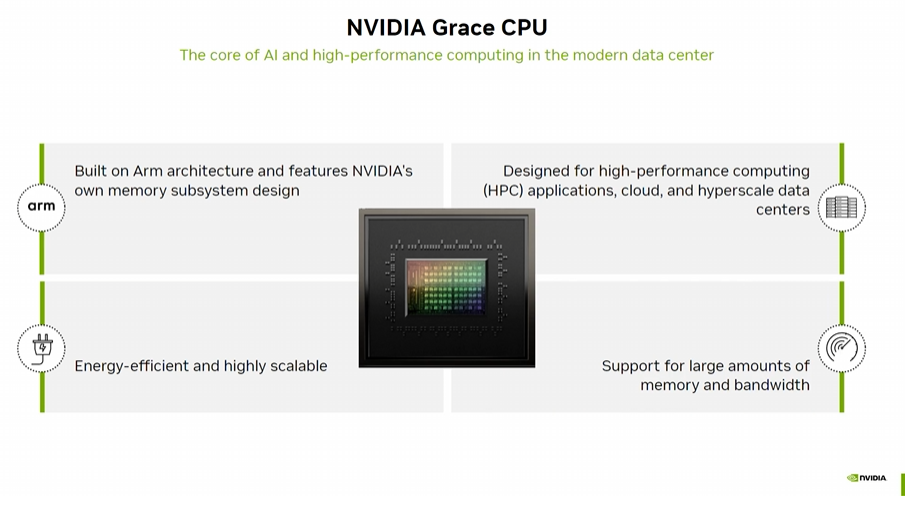 NVIDIA Grace CPU
The core of AI and high-performance computing in the modern data center
Built on Arm architecture and features NVIDIA's
own memory subsystem design
arm
Designed for high-performance computing
(HPC) applications, cloud, and hyperscale data
centers
Energy-efficient and highly scalable
Support for large amounts of
memory and bandwidth
NVIDIA